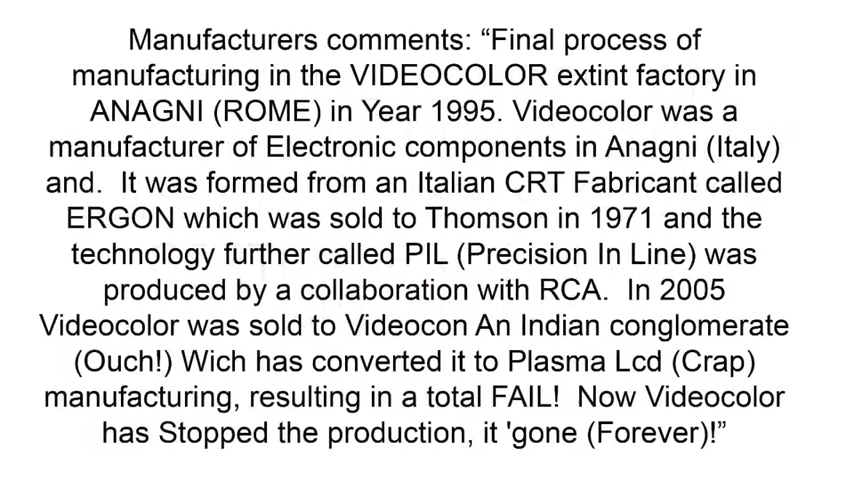 Manufacturers comments: “Final process of
manufacturing in the VIDEOCOLOR extint factory in
ANAGNI (ROME) in Year 1995. Videocolor was a
manufacturer of Electronic components in Anagni (Italy)
and.  It was formed from an Italian CRT Fabricant called
ERGON which was sold to Thomson in 1971 and the
technology further called PIL (Precision In Line) was
produced by a collaboration with RCA.  In 2005
Videocolor was sold to Videocon An Indian conglomerate
(Ouch!) Wich has converted it to Plasma Lcd (Crap)
manufacturing, resulting in a total FAIL!  Now Videocolor
has Stopped the production, it 'gone (Forever)!”